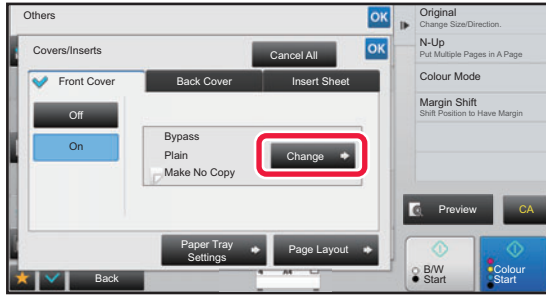 Others
OK
Covers/Inserts
Cancel All
OK
Front Cover
Back Cover
Insert Sheet
Off
On
Bypass
Plain
Make No Copy
Change
Paper Tray
Settings
Page Layout
Back
Original
Change Size/Direction.
N-Up
Put Multiple Pages in A Page
Colour Mode
Margin Shift
Shift Position to Have Margin
Preview
CA
B/W
Start
Colour
Start